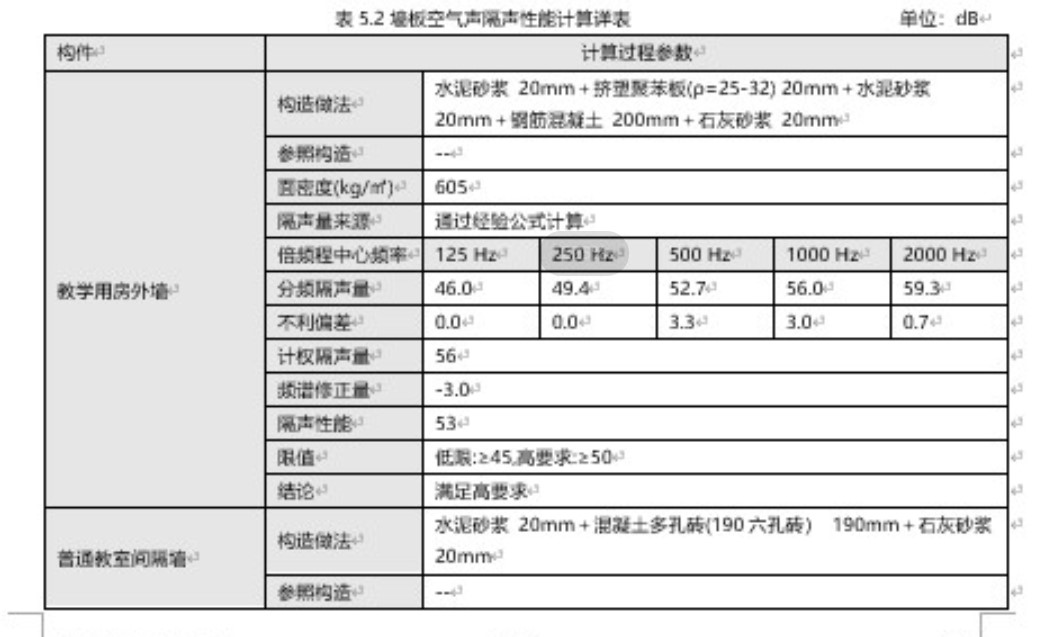 表 5.2 墙板空气声隔声性能计算详表 单位：dB
构件 计算过程参数
教学用房外墙
构造做法 水泥砂浆 20mm＋挤塑聚苯板(ρ=25-32) 20mm＋水泥砂浆
20mm＋钢筋混凝土 200mm＋石灰砂浆 20mm
参照构造 --
面密度(kg/㎡) 605
隔声量来源 通过经验公式计算
倍频程中心频率 125 Hz 250 Hz 500 Hz 1000 Hz 2000 Hz
分频隔声量 46.0 49.4 52.7 56.0 59.3
不利偏差 0.0 0.0 3.3 3.0 0.7
计权隔声量 56
频谱修正量 -3.0
隔声性能 53
限值 低限:≥45,高要求:≥50
结论 满足高要求
普通教室间隔墙
构造做法 水泥砂浆 20mm＋混凝土多孔砖(190 六孔砖） 190mm＋石灰砂浆
20mm
参照构造 --